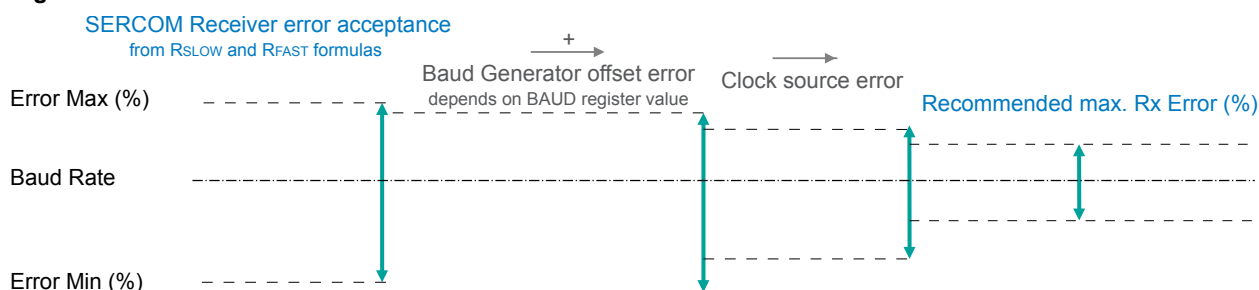 SERCOM Receiver error acceptance
from RSLOW and RFAST formulas
+
Baud Generator offset error
depends on BAUD register value
Clock source error
Recommended max. Rx Error (%)
Error Max (%)
Baud Rate
Error Min (%)